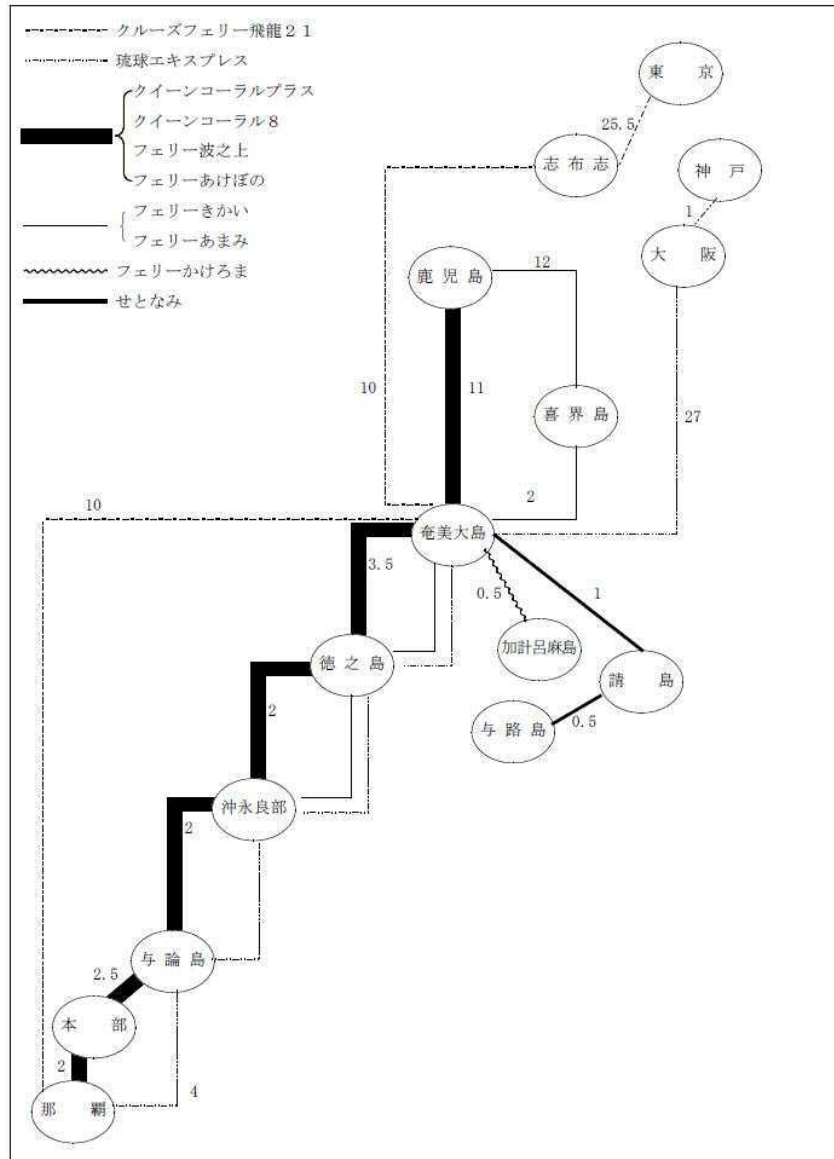 クルーズフェリー飛龍21
琉球エキスプレス
クイーンコーラルプラス
クイーンコーラル8
フェリー波之上
フェリーあけぼの
フェリーきかい
フェリーあまみ
フェリーかけろま
せとなみ
東京
25.5
志布志
神戸
1
大阪
鹿児島
12
10
11
喜界島
27
2
10
奄美大島
3.5
0.5
1
加計呂麻島
徳之島
請島
2
与路島
0.5
沖永良部
2
与論島
2.5
本部
2
4
那覇